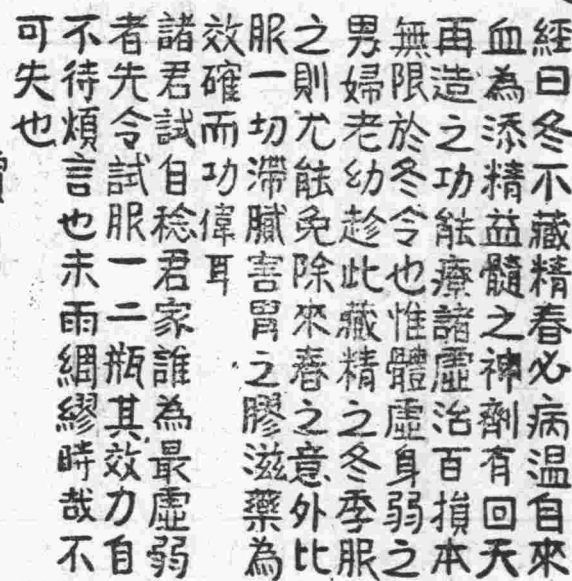 經曰冬不藏精春必病溫自來
血為添精益髓之神劑有回天
再造之功能療諸虛治百損本
無限於冬令也惟體虛身弱之
男婦老幼趁此藏精之冬季服
之則尤能免除來春之意外比
服一切滯膩害胃之膠滋藥為
效確而功偉耳
諸君試自稔君家誰為最虛弱
者先令試服一二瓶其效力自
不待煩言也未雨綢繆時哉不
可失也